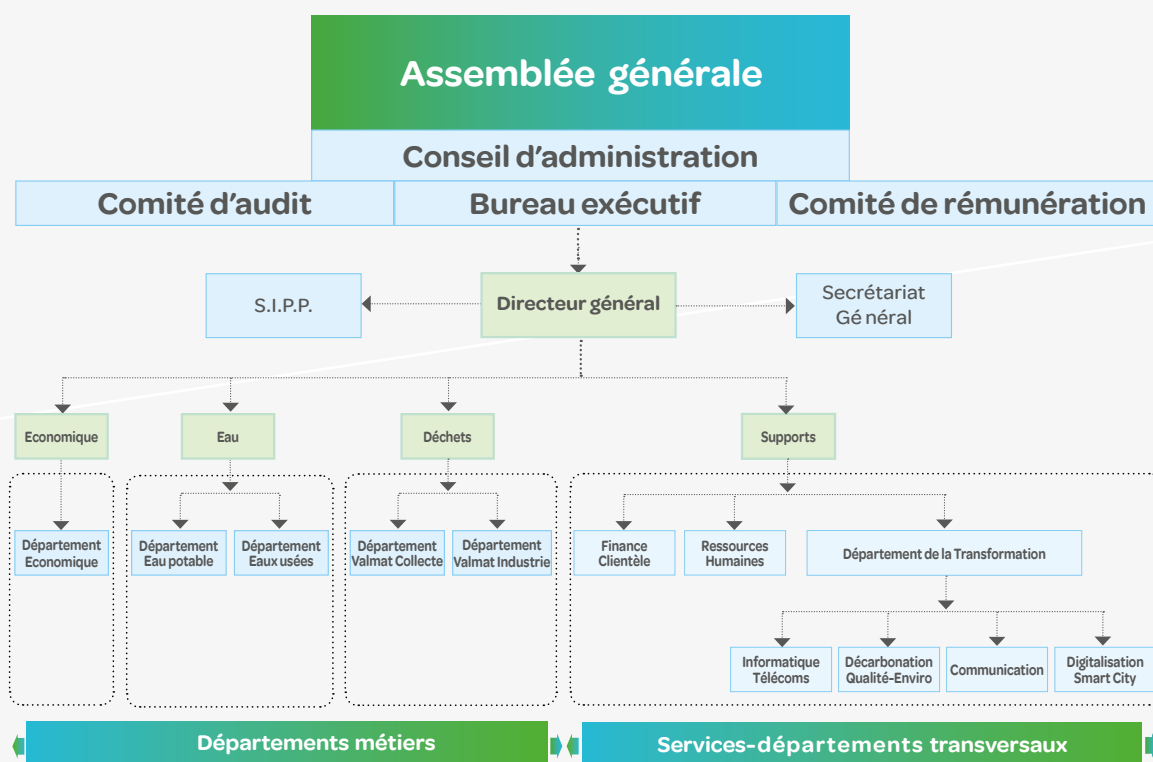 Assemblée générale
Conseil d'administration
Comité d'audit
Bureau exécutif
Comité de rémunération
S.I.P.P.
Directeur général
Secrétariat
Gé néral
Economique
Eau
Déchets
Supports
Département
Economique
Département
Eau potable
Département
Eaux usées
Département
Valmat Collecte
Département
Valmat Industrie
Finance
Clientèle
Ressources
Humaines
Département de la Transformation
Informatique
Télécoms
Décarbonation
Qualité-Enviro
Communication
Digitalisation
Smart City
Départements métiers
Services-départements transversaux